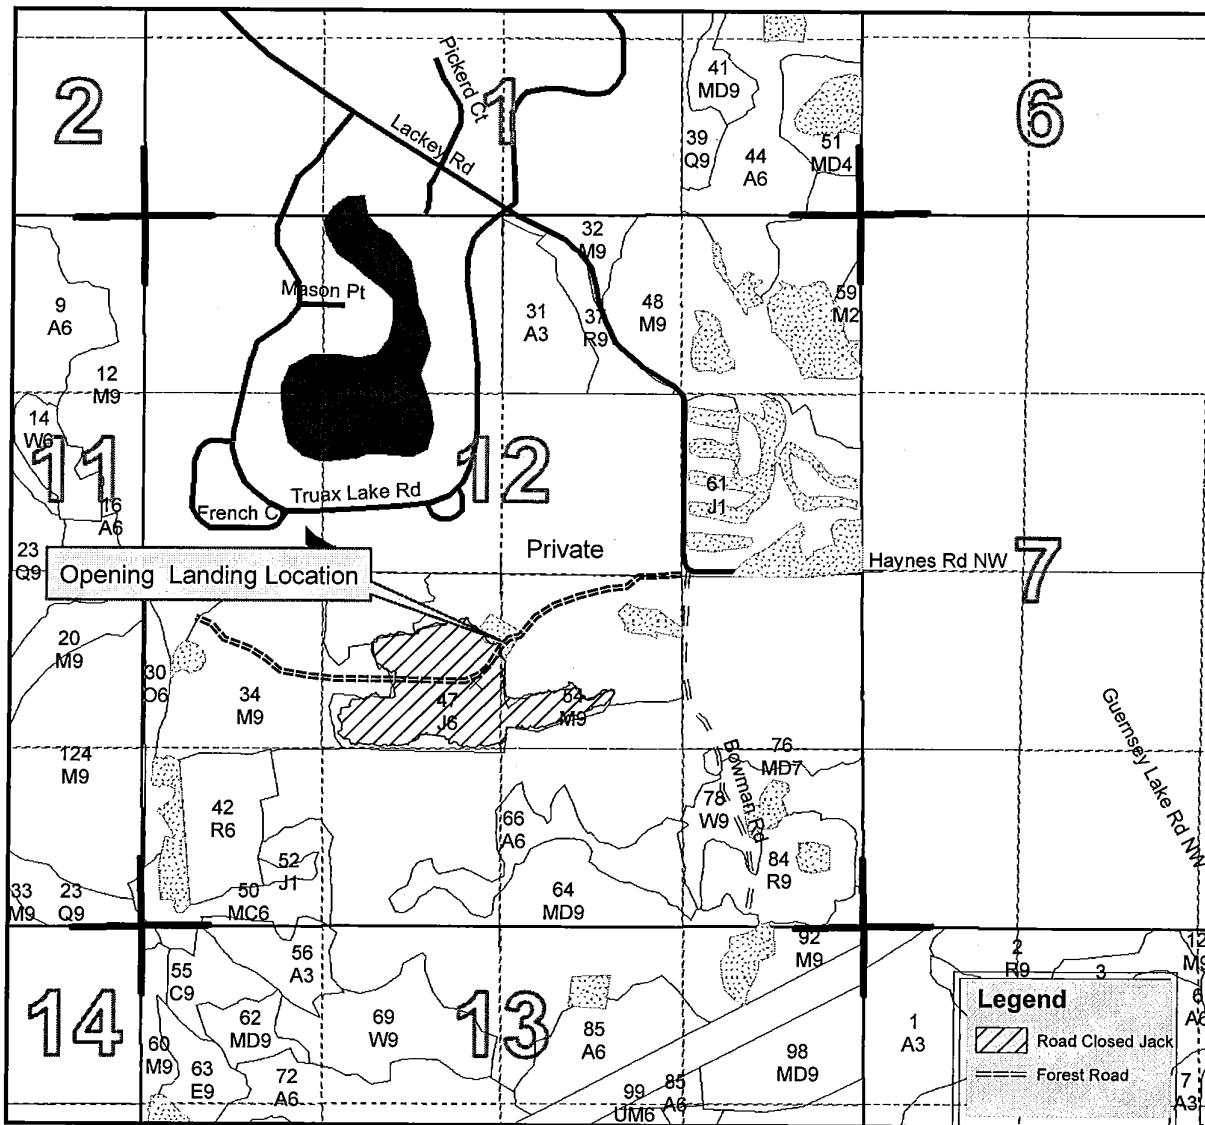 2
1
6
Pickerd Ct
Lackey Rd
41
MD9
39
Q9
44
A6
51
MD4
32
M9
9
A6
Mason Pt
31
A3
37
R9
48
M9
59
M2
12
M9
14
W6
11
12
16
A6
61
J1
Truax Lake Rd
French C
23
Q9
Opening Landing Location
Private
Haynes Rd NW
7
20
M9
30
34
M9
47
J6
54
M9
Guernsey Lake Rd NW
124
M9
Bowman Rd
76
MD7
42
R6
66
A6
78
W9
52
J1
84
R9
33
M9
23
Q9
50
MC6
64
MD9
55
C9
56
A3
92
M9
2
R9
3
12
M9
14
62
MD9
69
W9
13
85
A6
1
A3
Legend
6
A6
60
M9
63
E9
72
A6
98
MD9
Road Closed Jack
Forest Road
99
UM6
85
A6
7
A3